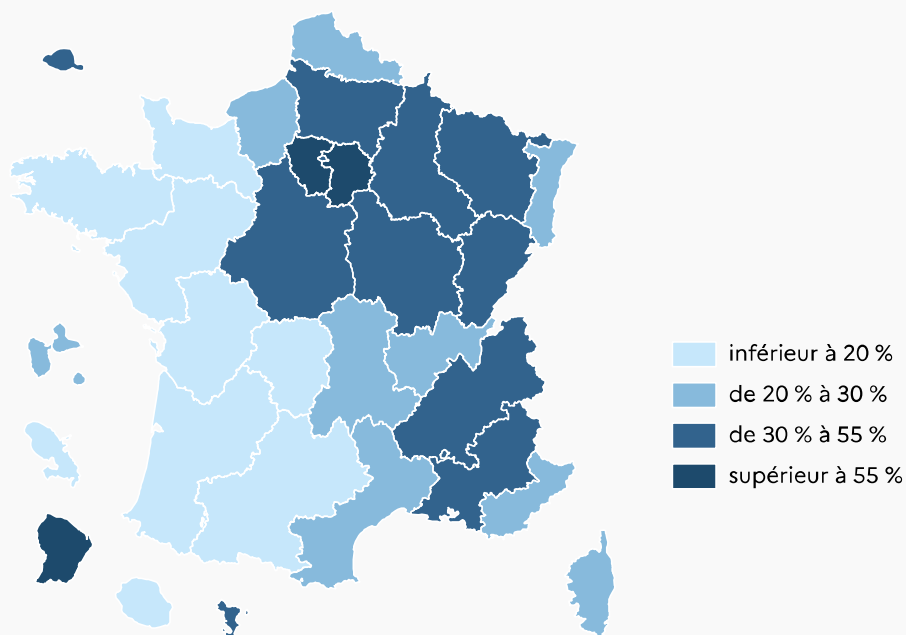 inférieur à 20 %
de 20 % à 30 %
de 30 % à 55 %
supérieur à 55 %